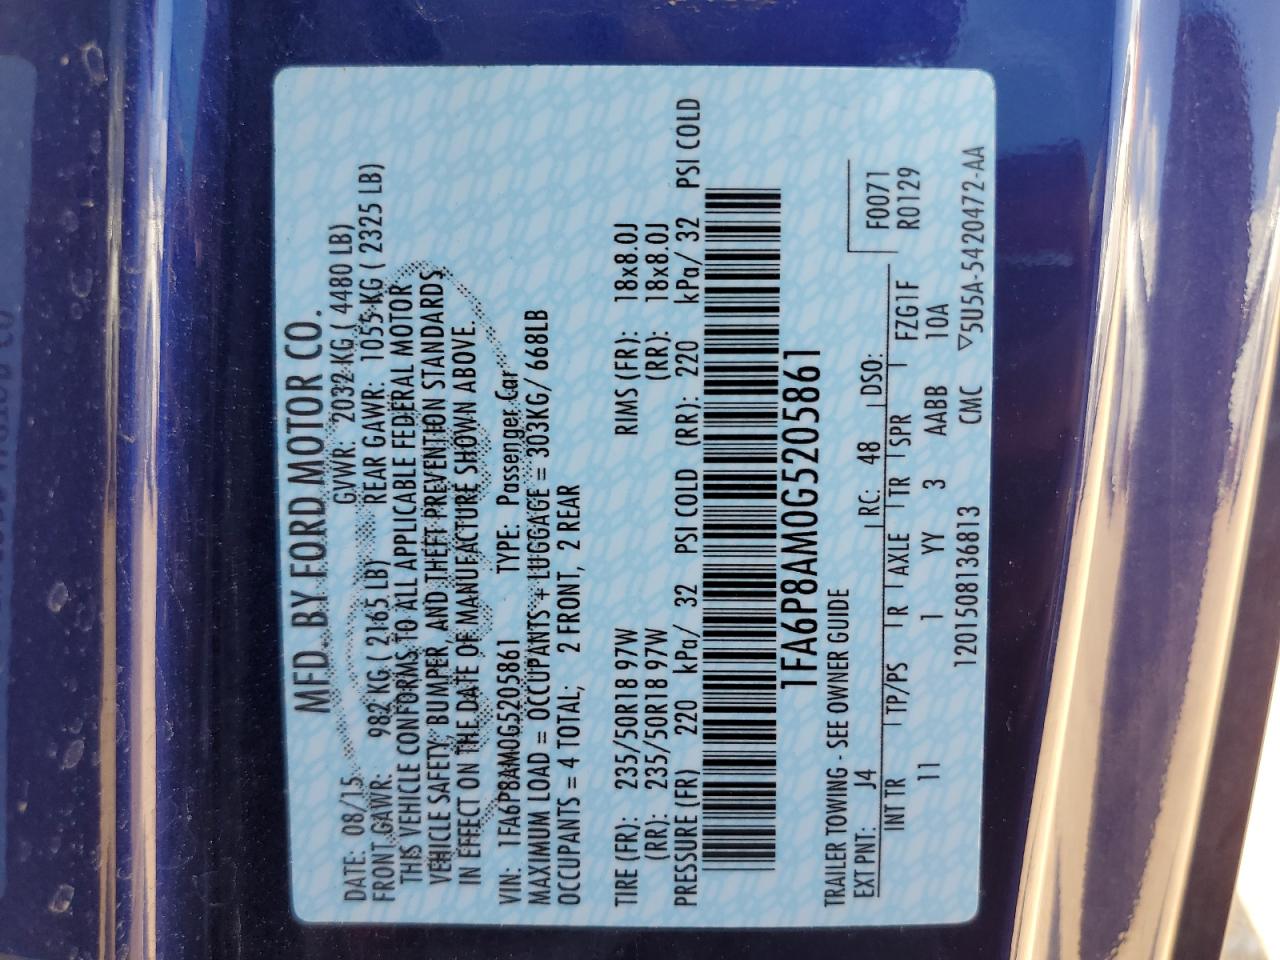 MFD. BY FORD MOTOR CO.
DATE: 08/15 GVWR: 2032 KG ( 4480 LB)
FRONT GAWR: 982 KG ( 2165 LB) REAR GAWR: 1055 KG ( 2325 LB)
THIS VEHICLE CONFORMS TO ALL APPLICABLE FEDERAL MOTOR
VEHICLE SAFETY, BUMPER, AND THEFT PREVENTION STANDARDS
IN EFFECT ON THE DATE OF MANUFACTURE SHOWN ABOVE.
VIN: 1FA6P8AM0G5205861 TYPE: Passenger Car
MAXIMUM LOAD = OCCUPANTS + LUGGAGE = 303KG/ 668LB
OCCUPANTS = 4 TOTAL; 2 FRONT, 2 REAR
TIRE (FR): 235/50R18 97W RIMS (FR): 18x8.0J
(RR): 235/50R18 97W (RR): 18x8.0J
PRESSURE (FR) 220 kPa/ 32 PSI COLD (RR): 220 kPa/ 32 PSI COLD
1FA6P8AM0G5205861
TRAILER TOWING - SEE OWNER GUIDE
EXT PNT: J4 RC: 48 DSO: F0071
INT TR TP/PS R AXLE TR SPR FZG1F R0129
11 1 YY 3 AABB 10A
1201508136813 CMC ▽5U5A-5420472-AA